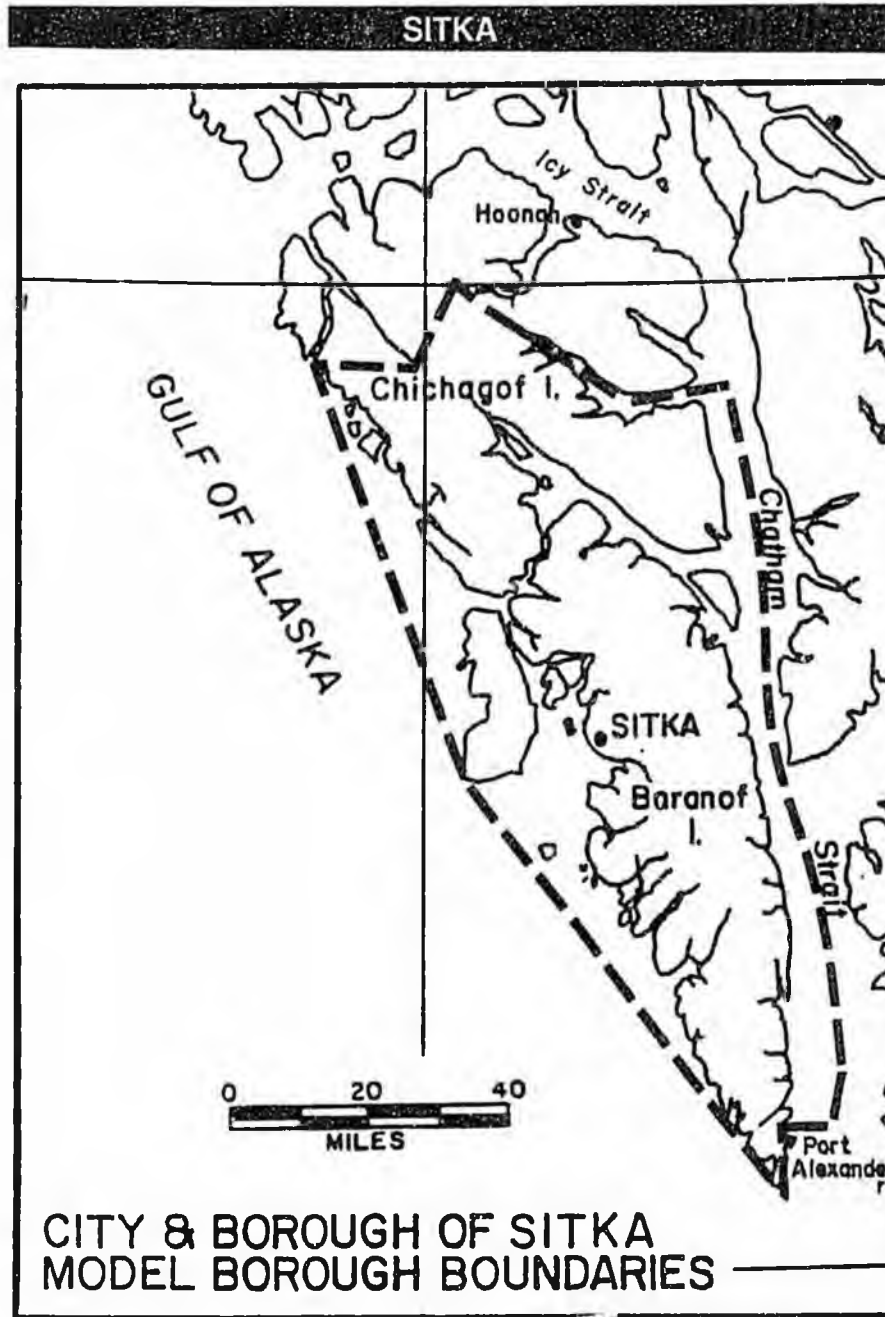 SITKA
Icy Strait
Hoonah
Chichagof I.
GULF OF ALASKA
Chatham
SITKA
Baranof
I.
Strait
0 20 40
MILES
Port
Alexande
CITY & BOROUGH OF SITKA
MODEL BOROUGH BOUNDARIES